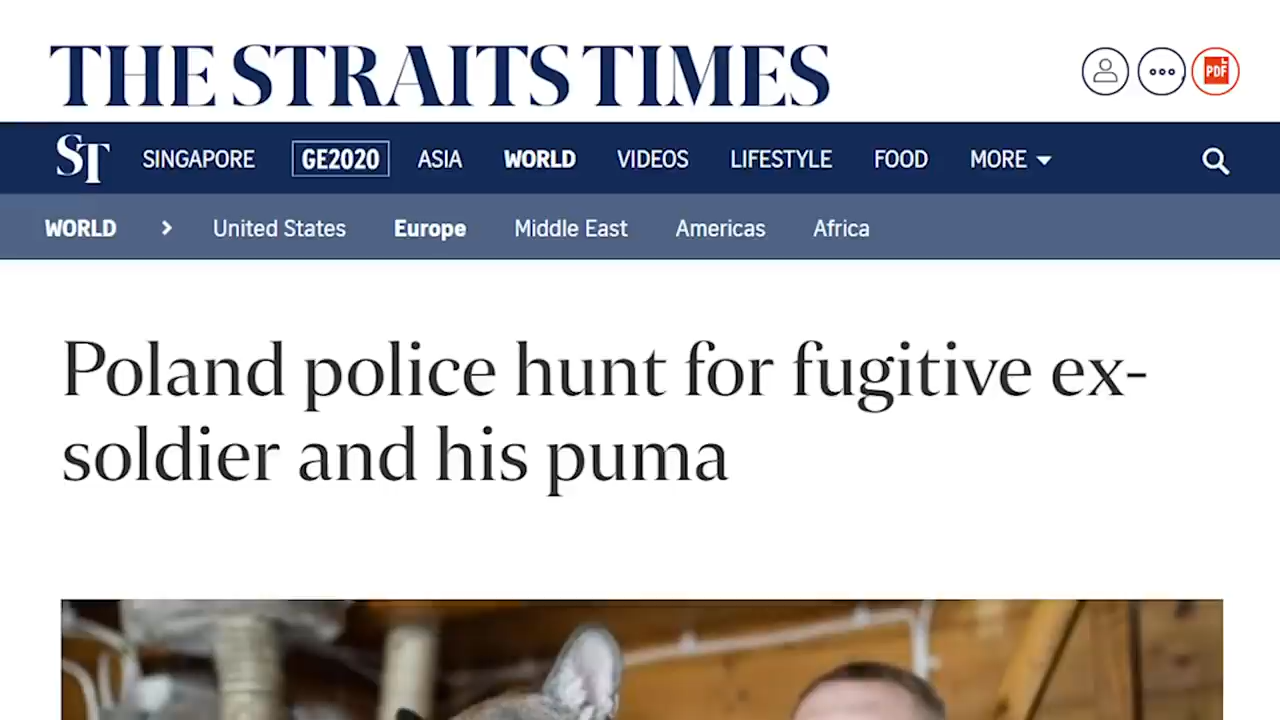 THE STRAITS TIMES
PDF
ST SINGAPORE GE2020 ASIA WORLD VIDEOS LIFESTYLE FOOD MORE
WORLD > United States Europe Middle East Americas Africa
Poland police hunt for fugitive ex-
soldier and his puma